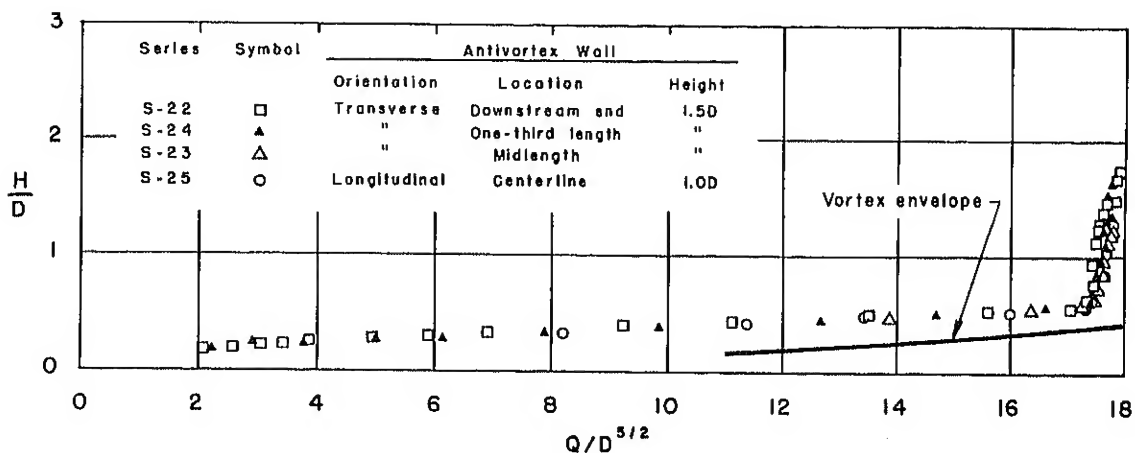 3
Series Symbol Antivortex Wall
Orientation Location Height
S-22 □ Transverse Downstream end 1.5D
S-24 ▲ " One-third length "
S-23 △ " Midlength "
S-25 ○ Longitudinal Centerline 1.0D
2
H/D
Vortex envelope
1
0
0 2 4 6 8 10 12 14 16 18
Q/D^5/2